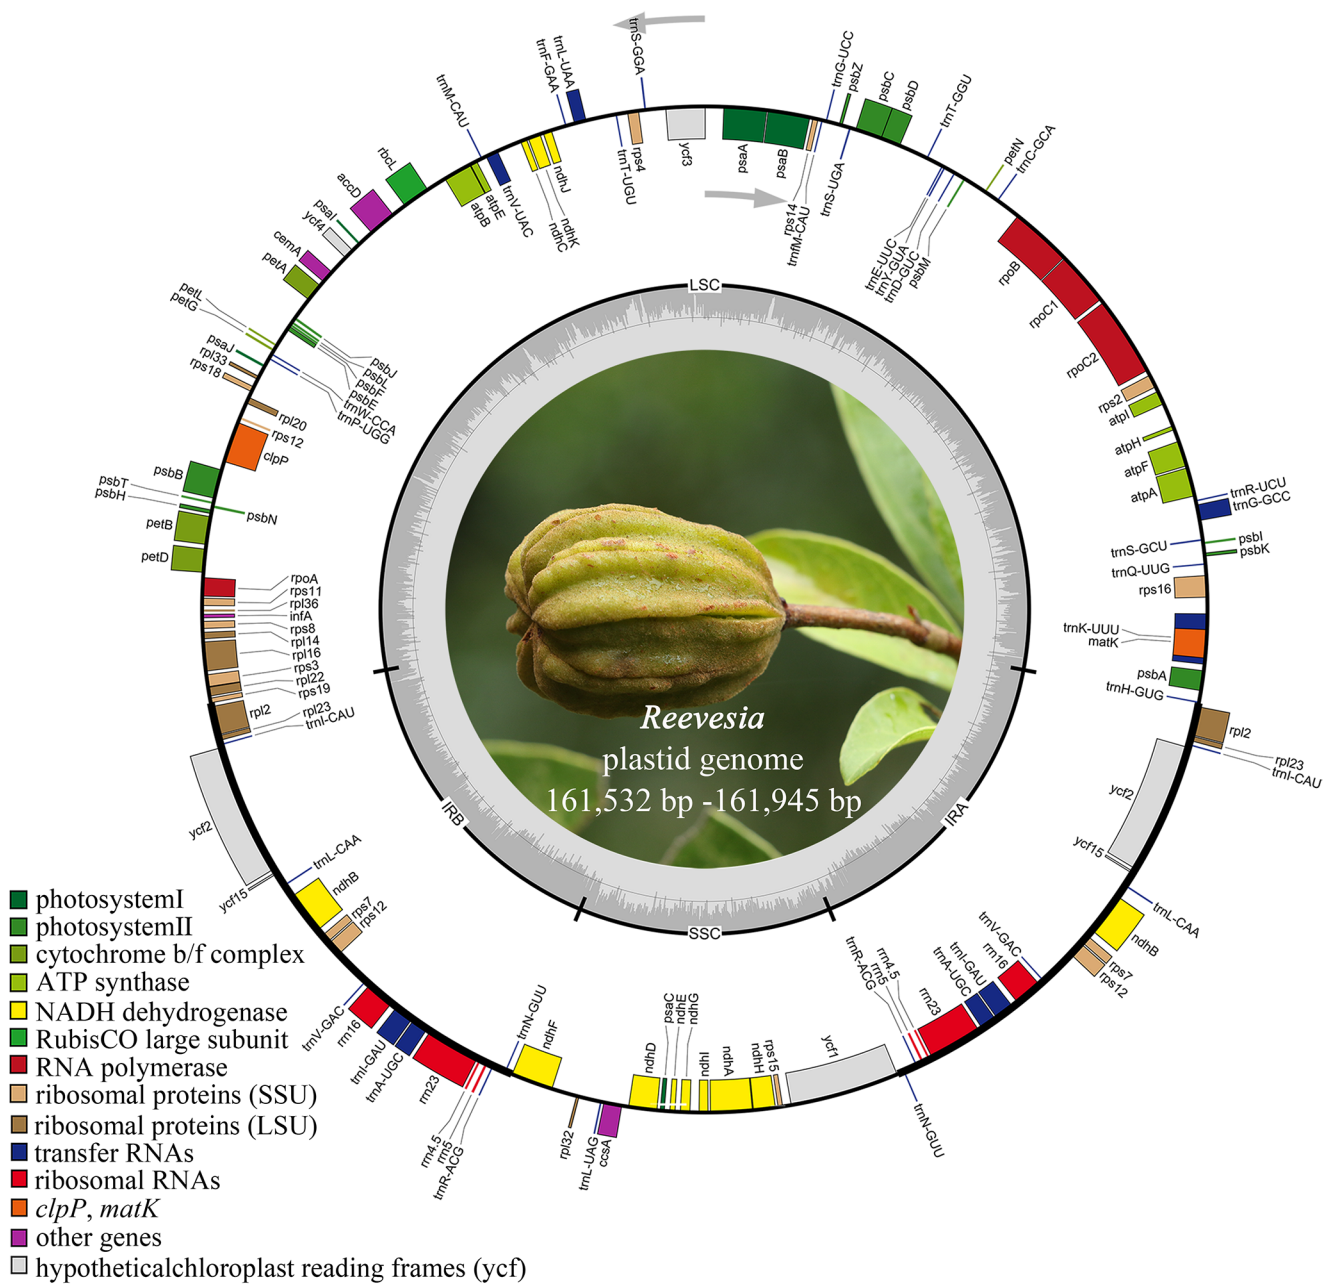 trnS-GGA
trnL-UAA
trnF-GAA
trnM-CAU
rbcL
accD
psaI
ycf4
cemA
petA
petL
petG
psaJ
rpl33
rps18
psbB
psbT
psbH
petB
petD
trnG-UCC
psbZ
psbC
psbD
trnT-GGU
petN
trnC-GCA
ycf3
psaA
psaB
rps14
trnfM-CAU
trnS-UGA
trnE-UUC
trnY-GUA
trnD-GUC
psbM
rps4
trnT-UGU
ndhJ
ndhK
ndhC
trnV-UAC
atpE
atpB
rpoB
rpoC1
rpoC2
rps2
atpI
atpH
atpF
atpA
trnR-UCU
trnG-GCC
trnS-GCU
psbI
psbK
trnQ-UUG
rps16
trnK-UUU
matK
psbA
trnH-GUG
psbJ
psbL
psbF
psbE
trnW-CCA
trnP-UGG
rpl20
rps12
clpP
psbN
rpoA
rps11
rpl36
infA
rps8
rpl14
rpl16
rps3
rpl22
rps19
rpl2
rpl23
trnI-CAU
LSC
IRB
IRA
SSC
Reevesia
plastid genome
161,532 bp -161,945 bp
rpl2
rpl23
trnI-CAU
ycf2
ycf15
trnL-CAA
ndhB
rps7
rps12
trnV-GAC
rrn16
trnI-GAU
trnA-UGC
rrn23
rrn4.5
rrn5
trnR-ACG
trnN-GUU
ycf1
rps15
ndhH
ndhA
ndhI
ndhG
ndhE
psaC
ndhD
ccsA
trnL-UAG
rpl32
ndhF
trnN-GUU
trnR-ACG
rrn5
rrn4.5
rrn23
trnA-UGC
trnI-GAU
rrn16
trnV-GAC
rps12
rps7
ndhB
trnL-CAA
ycf15
ycf2
photosystemI
photosystemII
cytochrome b/f complex
ATP synthase
NADH dehydrogenase
RubisCO large subunit
RNA polymerase
ribosomal proteins (SSU)
ribosomal proteins (LSU)
transfer RNAs
ribosomal RNAs
clpP, matK
other genes
hypotheticalchloroplast reading frames (ycf)